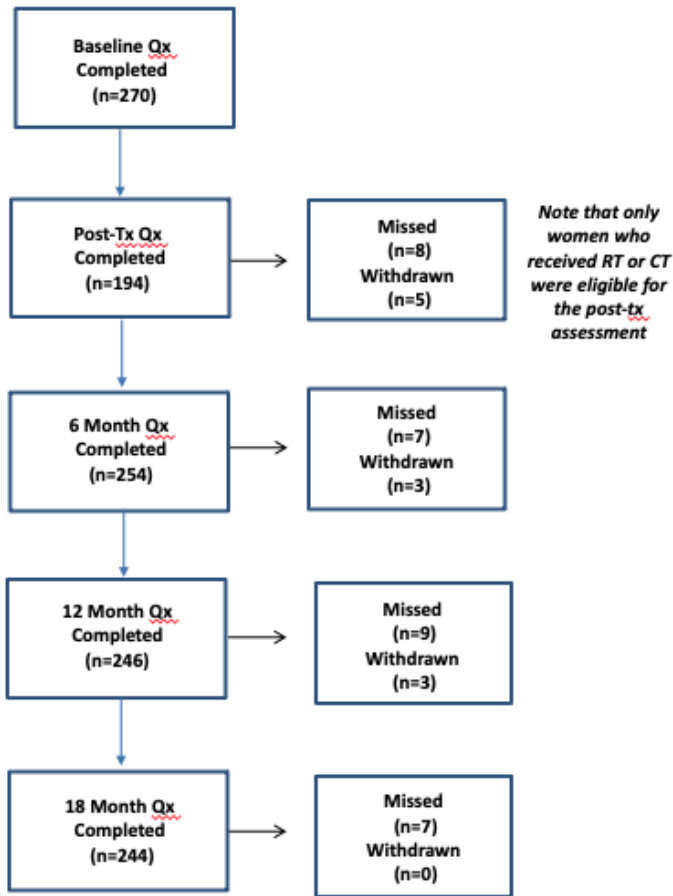 Baseline Qx
Completed
(n=270)
Post-Tx Qx
Completed
(n=194)
Missed
(n=8)
Withdrawn
(n=5)
Note that only
women who
received RT or CT
were eligible for
the post-tx
assessment
6 Month Qx
Completed
(n=254)
Missed
(n=7)
Withdrawn
(n=3)
12 Month Qx
Completed
(n=246)
Missed
(n=9)
Withdrawn
(n=3)
18 Month Qx
Completed
(n=244)
Missed
(n=7)
Withdrawn
(n=0)